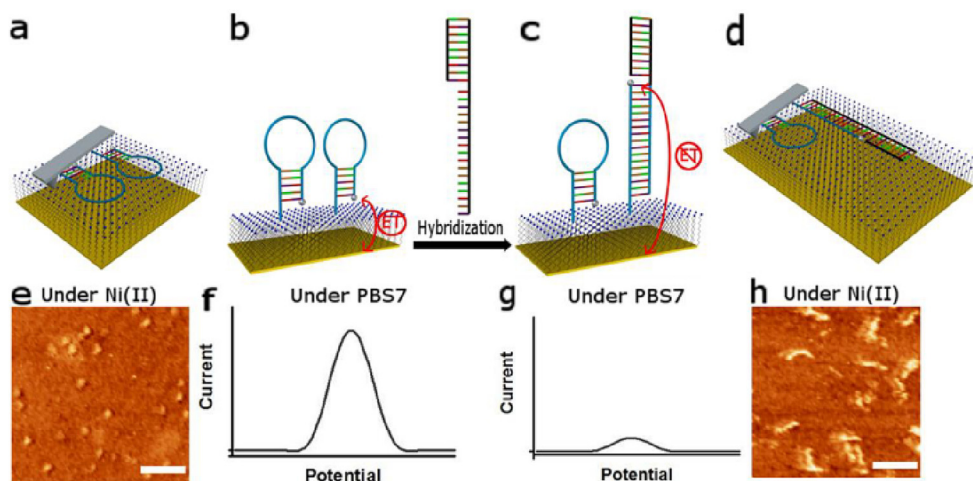 a
b
c
d
ET
Hybridization
ET
e Under Ni(II)
f Under PBS7
g Under PBS7
h Under Ni(II)
Current
Potential
Current
Potential